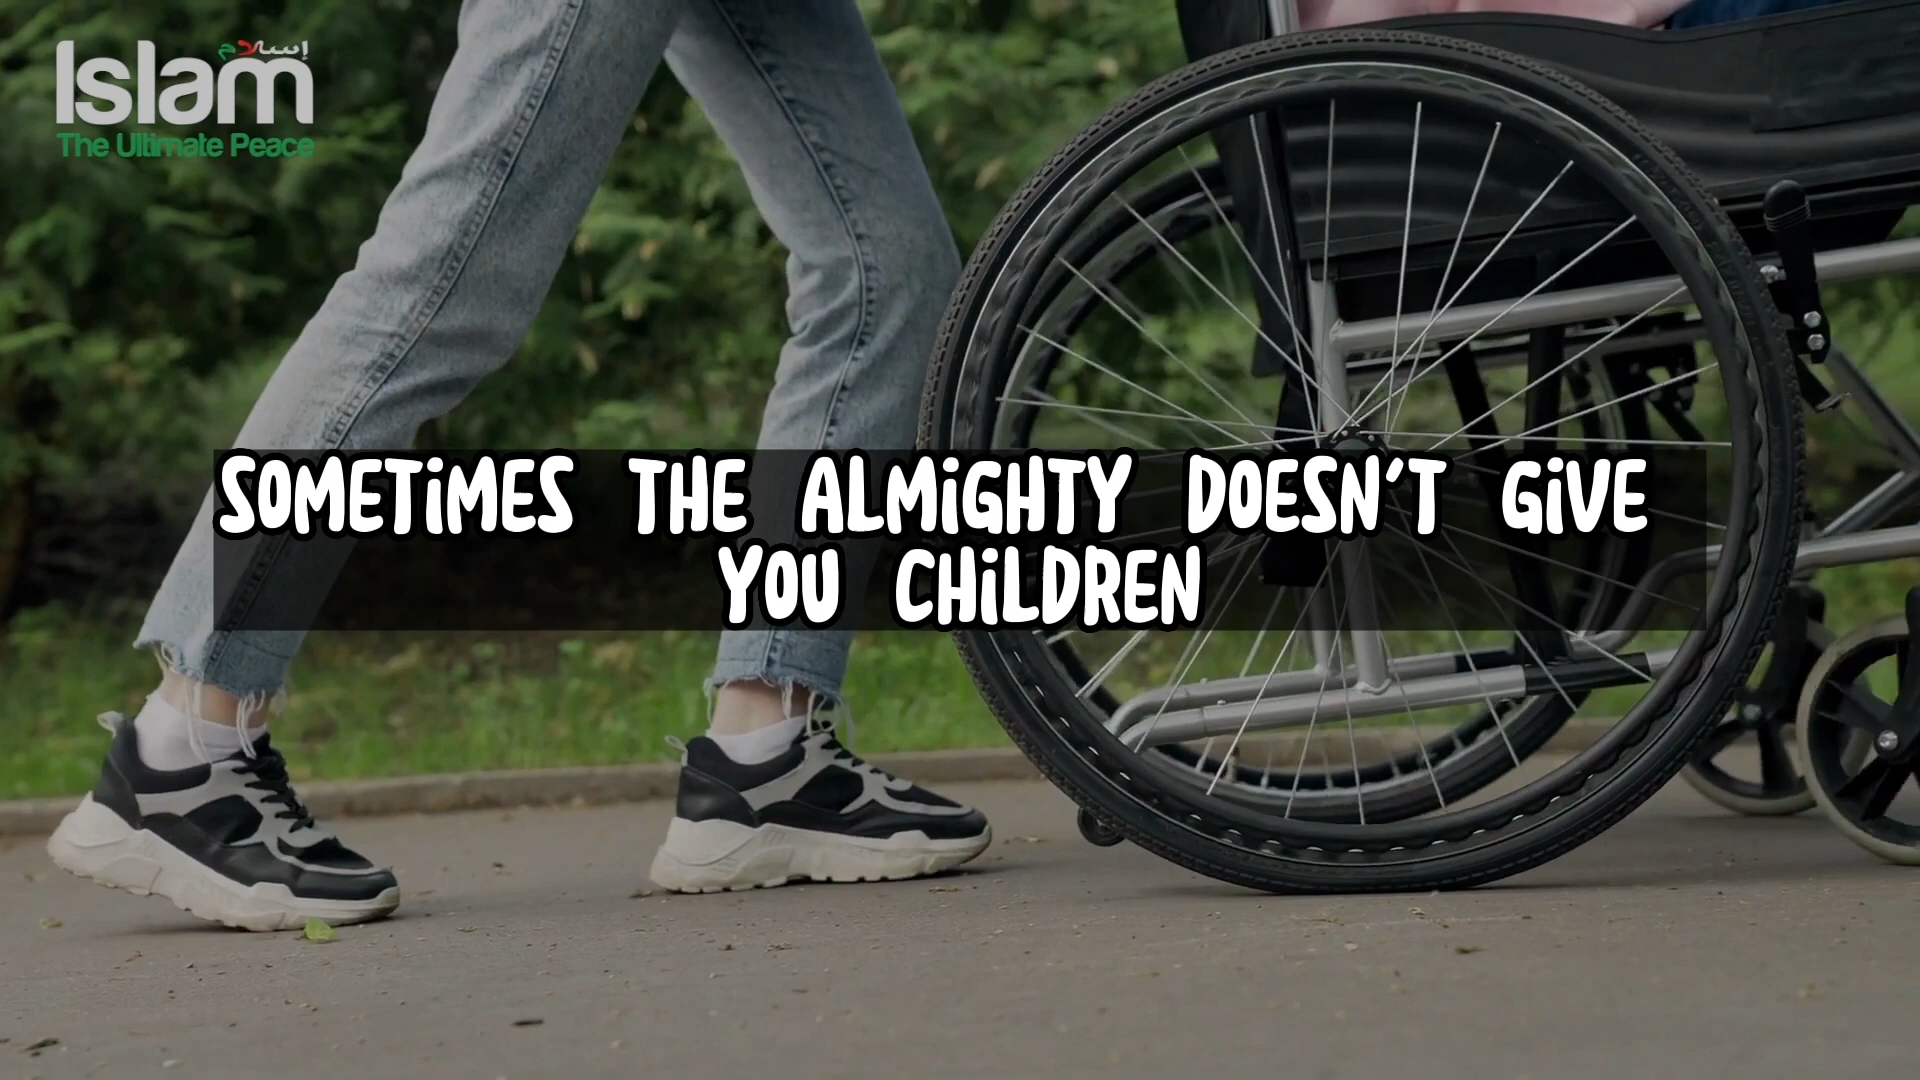 إسلام
Islam
The Ultimate Peace
SOMETIMES THE ALMIGHTY DOESN'T GIVE
YOU CHILDREN